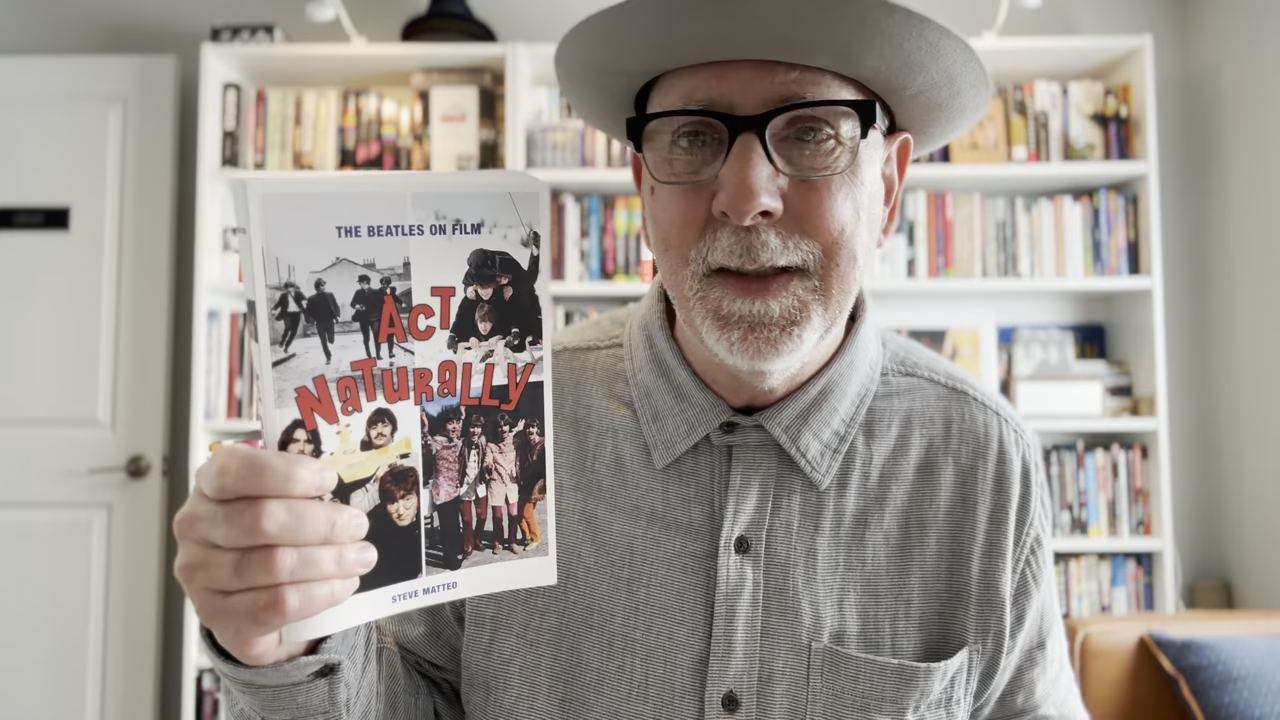 THE BEATLES ON FILM
ACT
NATURALLY
STEVE MATTEO